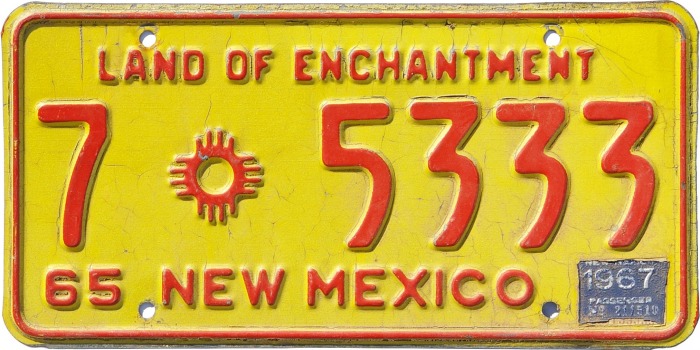 LAND OF ENCHANTMENT
7 5333
65 NEW MEXICO
1967
PASSENGER